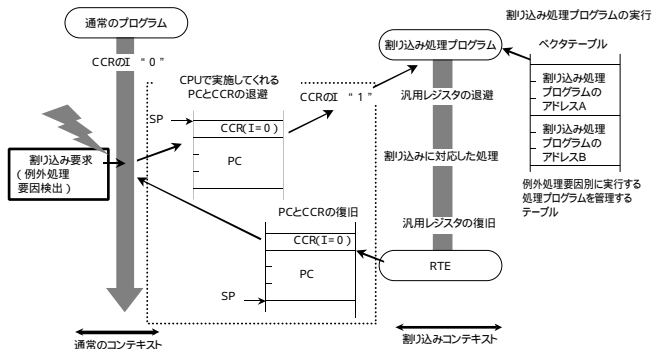 通常のプログラム
CCRのI “0”
割り込み要求
(例外処理
要因検出)
通常のコンテキスト
CPUで実施してくれる
PCとCCRの退避
SP
CCR(I=0)
PC
CCRのI “1”
PCとCCRの復旧
CCR(I=0)
PC
SP
割り込み処理プログラム
汎用レジスタの退避
割り込みに対応した処理
汎用レジスタの復旧
RTE
割り込みコンテキスト
割り込み処理プログラムの実行
ベクタテーブル
割り込み処理
プログラムの
アドレスA
割り込み処理
プログラムの
アドレスB
例外処理要因別に実行する
処理プログラムを管理する
テーブル